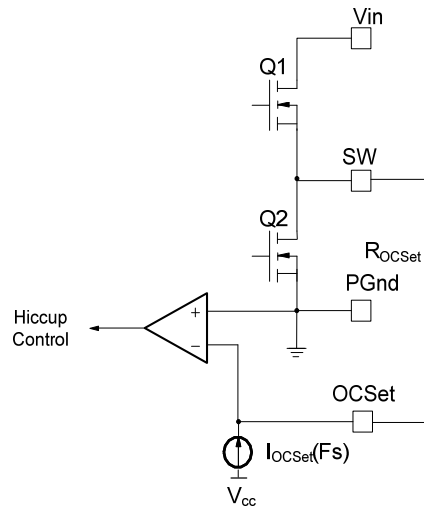 Vin
Q1
SW
Q2
R_OCSet
PGnd
+
Hiccup
Control
−
OCSet
I_OCSet(Fs)
V_cc